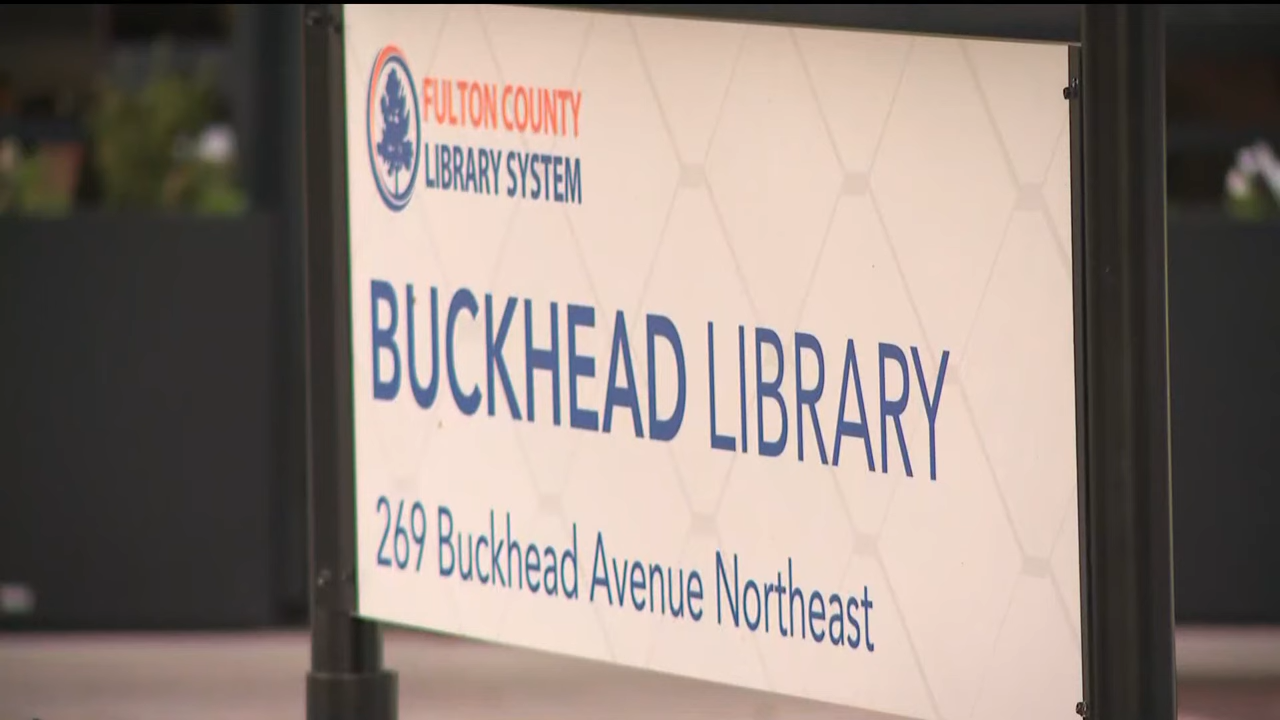 FULTON COUNTY
LIBRARY SYSTEM
BUCKHEAD LIBRARY
269 Buckhead Avenue Northeast